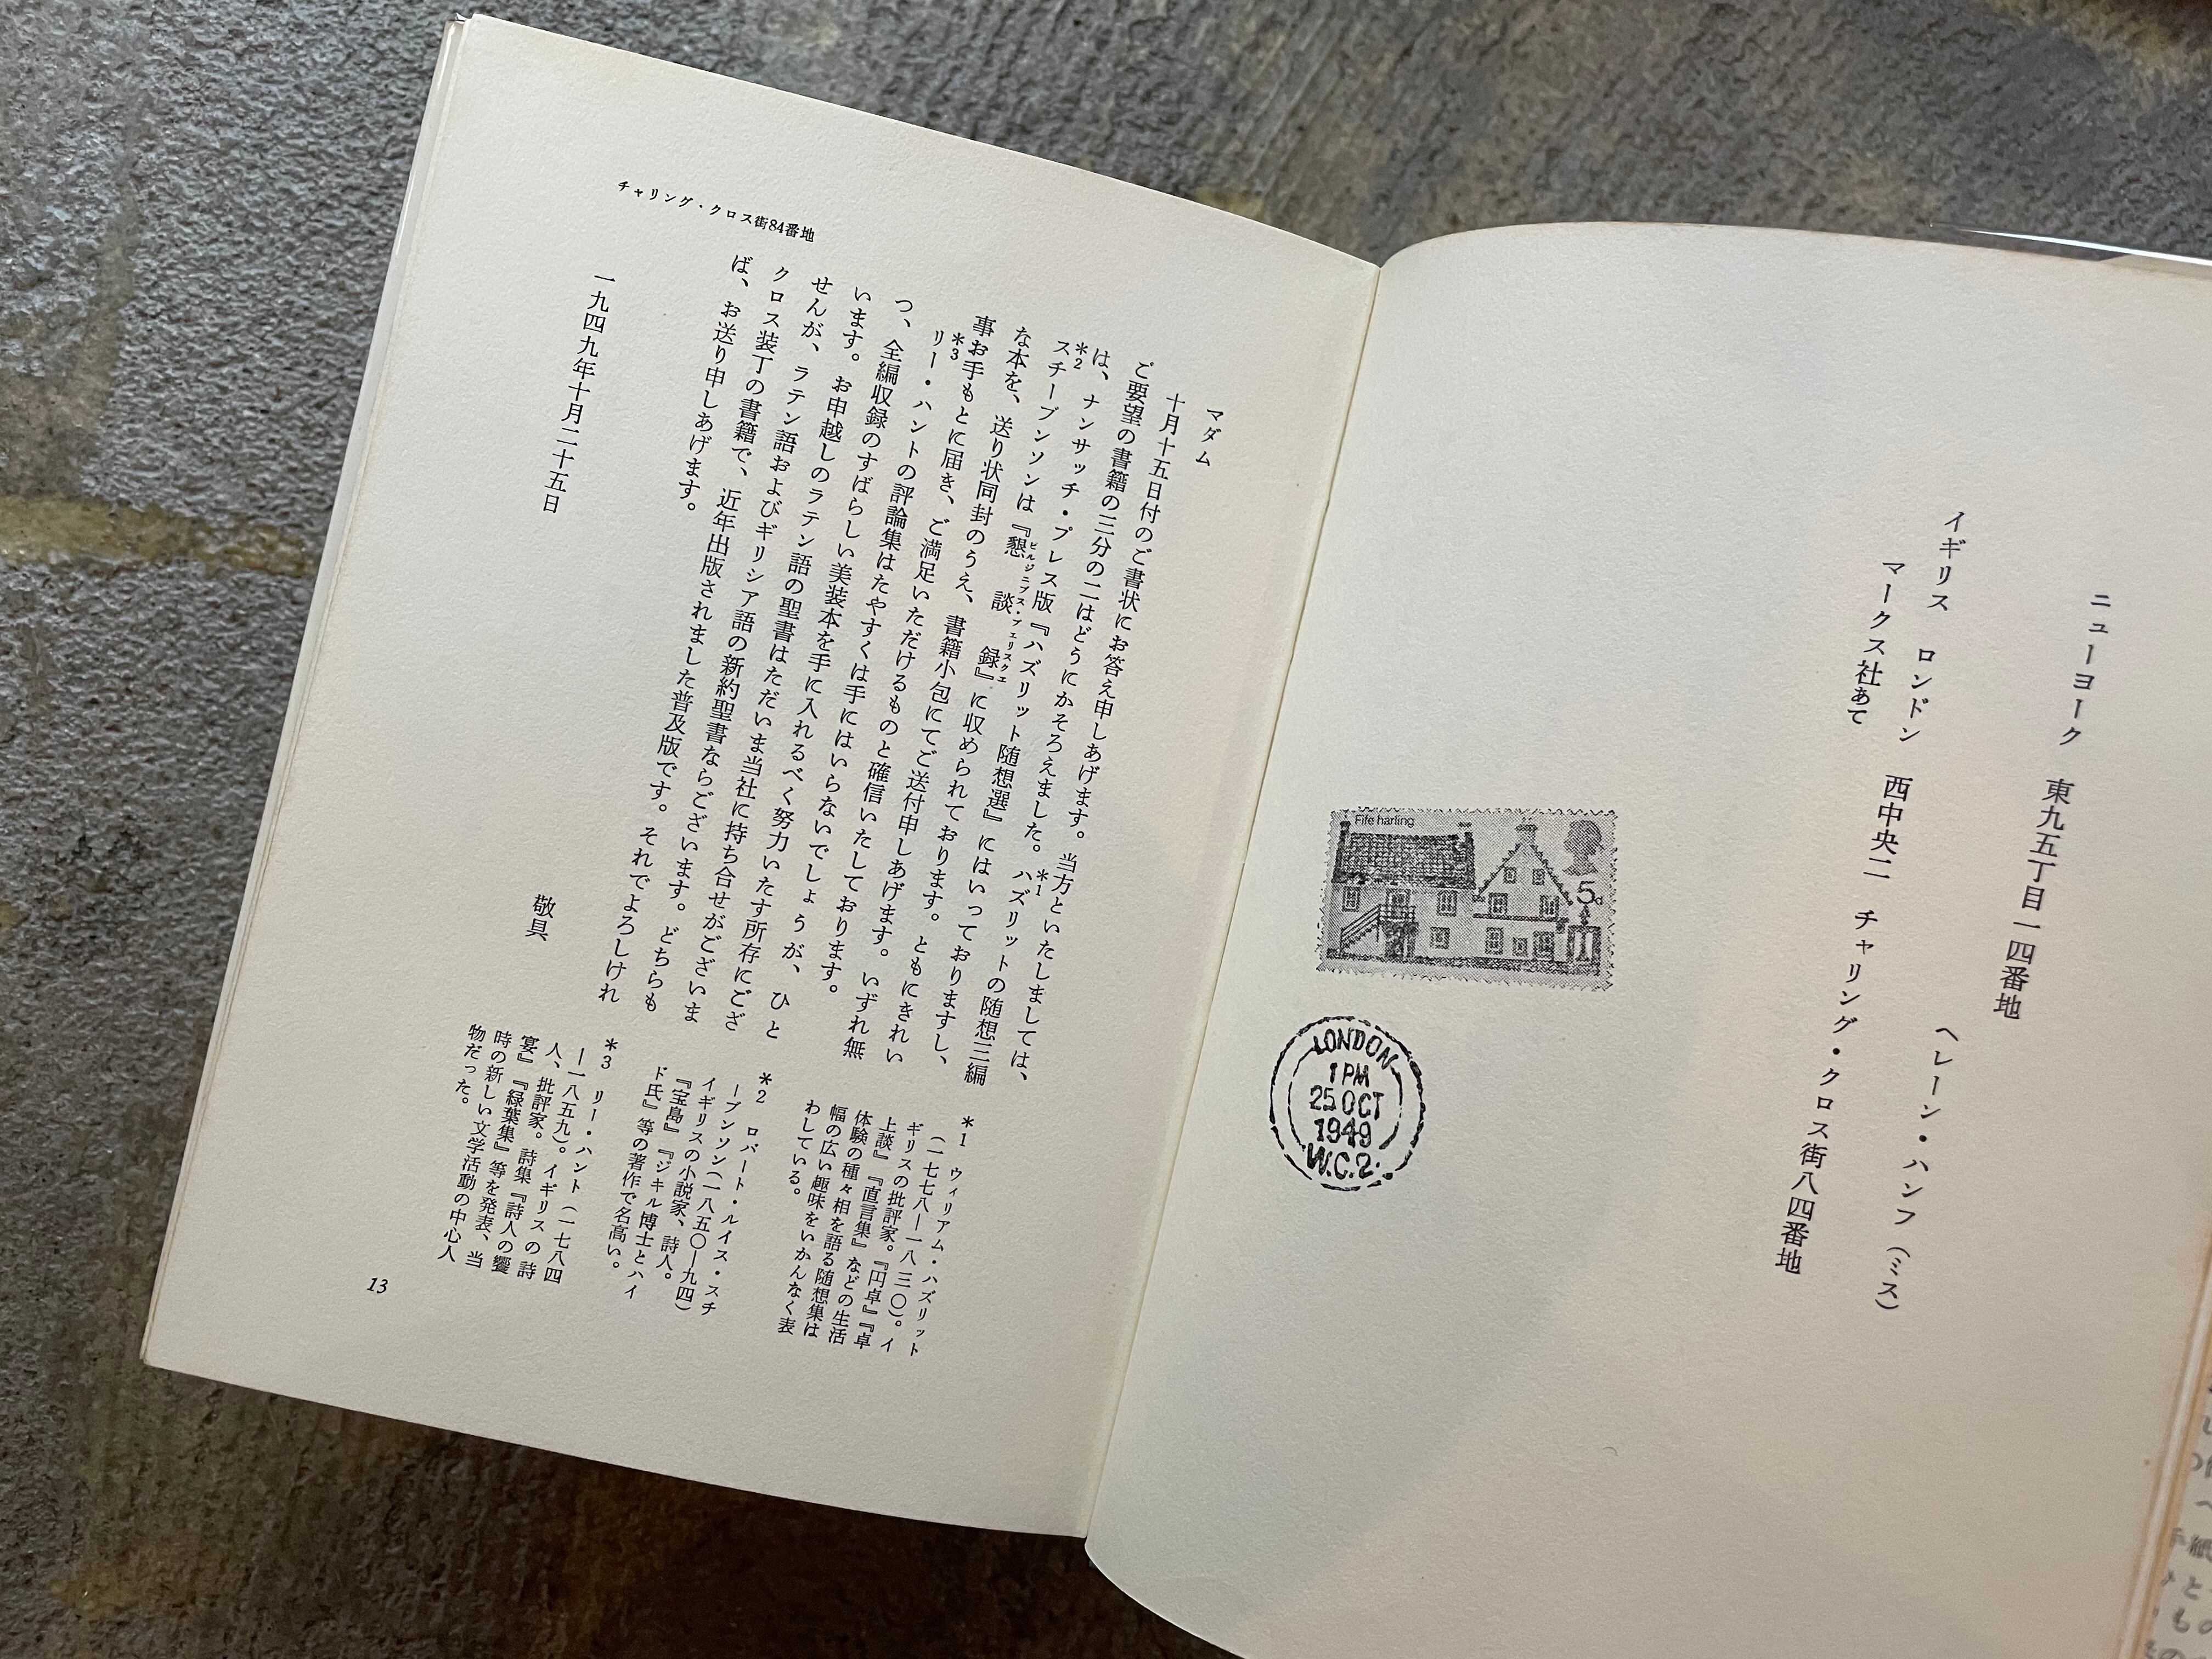 ニューヨーク　東九五丁目一四番地
ヘレーン・ハンフ（ミス）
イギリス　ロンドン　西中央二　チャリング・クロス街八四番地
マークス社あて
Fife harling
5d
LONDON
1 PM
25 OCT
1949
W.C.2.
チャリング・クロス街84番地
マダム
十月十五日付のご書状にお答え申しあげます。当方といたしましては、
ご要望の書籍の三分の二はどうにかそろえました。*1ハズリットの随想三編
は、ナンサッチ・プレス版『ハズリット随想選』にはいっておりますし、
*2スチーブンソンは『懇談録』に収められております。ともにきれい
ビルジニブス・プエリスクエ
な本を、送り状同封のうえ、書籍小包にてご送付申しあげます。いずれ無
事お手もとに届き、ご満足いただけるものと確信いたしております。
*3リー・ハントの評論集はたやすくは手にはいらないでしょうが、ひと
つ、全編収録のすばらしい美装本を手に入れるべく努力いたす所存にござ
います。お申越しのラテン語の聖書はただいま当社に持ち合せがございま
せんが、ラテン語およびギリシア語の新約聖書ならございます。どちらも
クロス装丁の書籍で、近年出版されました普及版です。それでよろしけれ
ば、お送り申しあげます。
敬具
一九四九年十月二十五日
*1　ウィリアム・ハズリット
（一七七八―一八三〇）。イ
ギリスの批評家。『円卓』『卓
上談』『直言集』などの生活
体験の種々相を語る随想集は
幅の広い趣味をいかんなく表
わしている。
*2　ロバート・ルイス・スチ
ーブンソン（一八五〇―九四）
イギリスの小説家、詩人。
『宝島』『ジキル博士とハイ
ド氏』等の著作で名高い。
*3　リー・ハント（一七八四
―一八五九）。イギリスの詩
人、批評家。詩集『詩人の饗
宴』『緑葉集』等を発表、当
時の新しい文学活動の中心人
物だった。
13